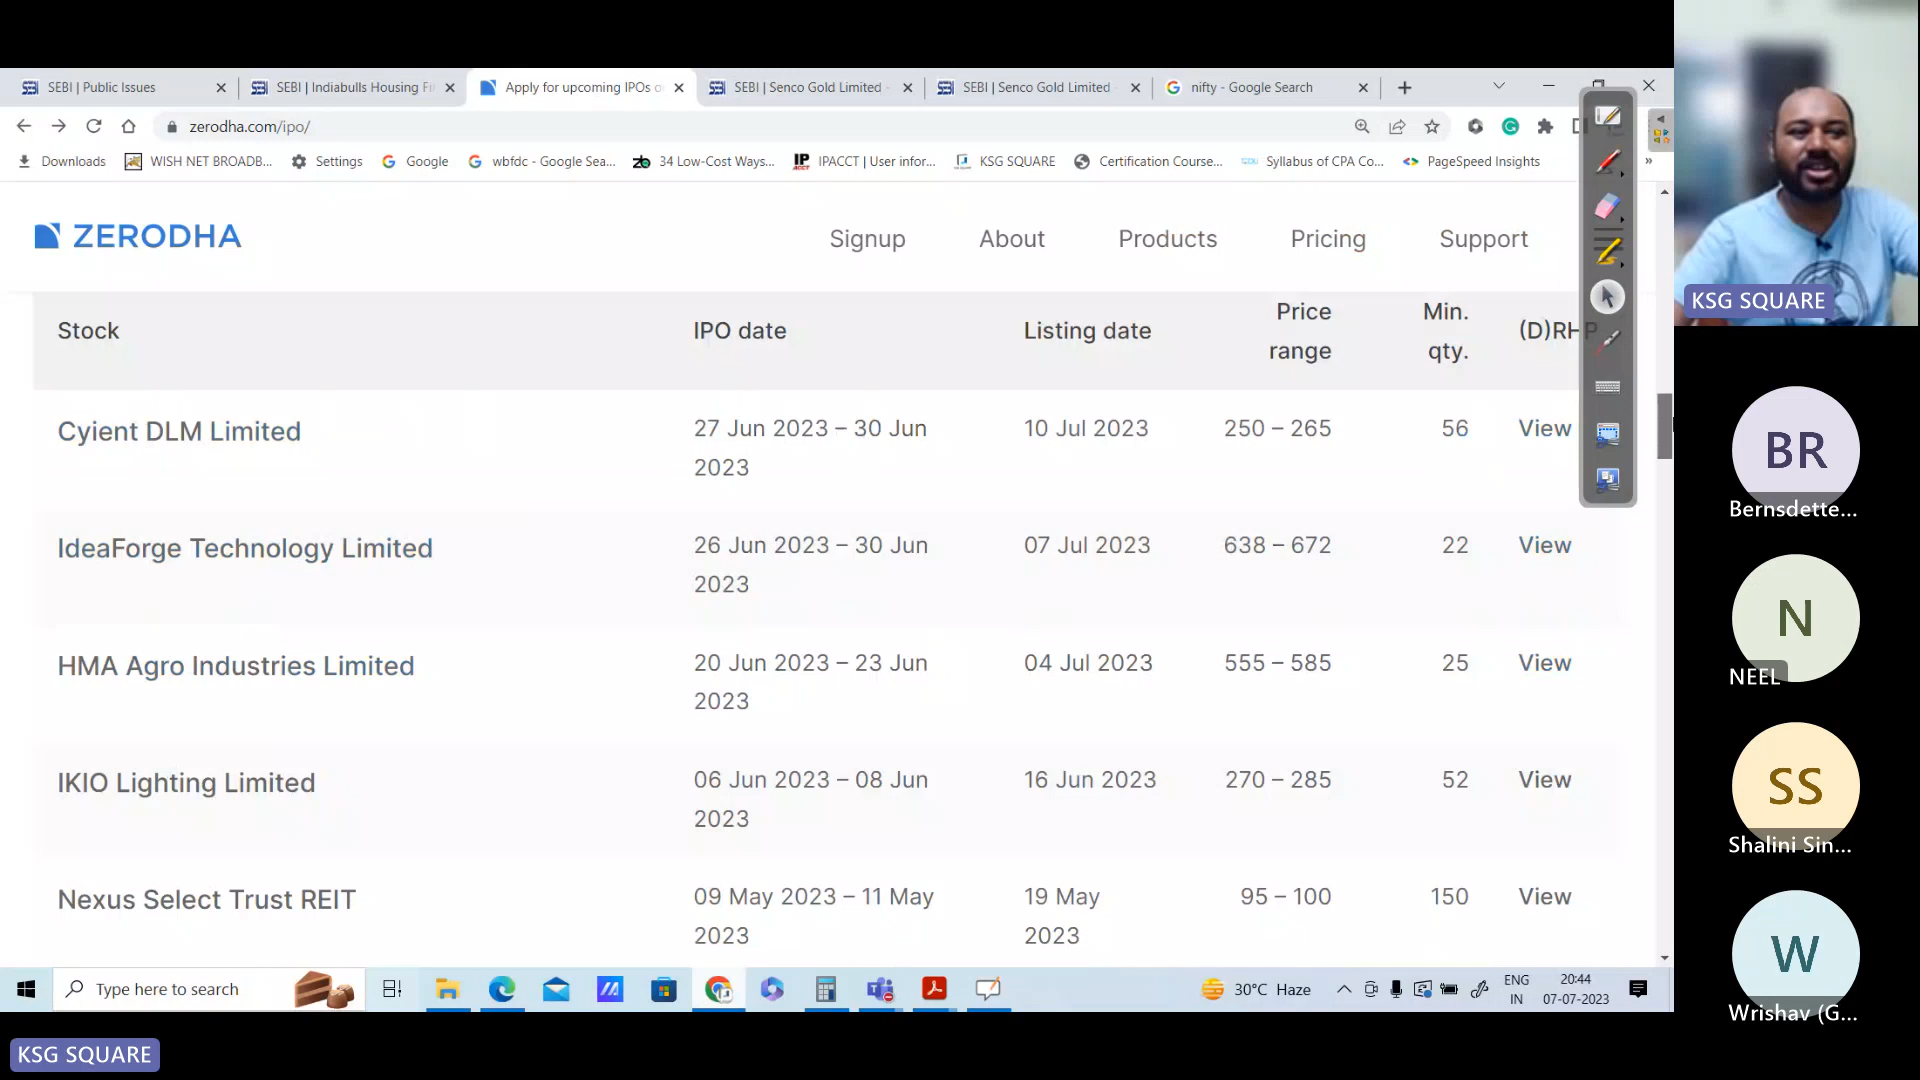 SEBI | Public Issues
SEBI | Indiabulls Housing Fi
Apply for upcoming IPOs o
SEBI | Senco Gold Limited -
SEBI | Senco Gold Limited
nifty - Google Search
zerodha.com/ipo/
Downloads
WISH NET BROADB...
Settings
Google
wbfdc - Google Sea...
34 Low-Cost Ways...
IPACCT | User infor...
KSG SQUARE
Certification Course...
Syllabus of CPA Co...
PageSpeed Insights
»
ZERODHA
Signup
About
Products
Pricing
Support
Stock
IPO date
Listing date
Price
range
Min.
qty.
(D)RHP
Cyient DLM Limited
27 Jun 2023 – 30 Jun
2023
10 Jul 2023
250 – 265
56
View
IdeaForge Technology Limited
26 Jun 2023 – 30 Jun
2023
07 Jul 2023
638 – 672
22
View
HMA Agro Industries Limited
20 Jun 2023 – 23 Jun
2023
04 Jul 2023
555 – 585
25
View
IKIO Lighting Limited
06 Jun 2023 – 08 Jun
2023
16 Jun 2023
270 – 285
52
View
Nexus Select Trust REIT
09 May 2023 – 11 May
2023
19 May
2023
95 – 100
150
View
Type here to search
30°C Haze
ENG
IN
20:44
07-07-2023
KSG SQUARE
KSG SQUARE
BR
Bernsdette...
N
NEEL
SS
Shalini Sin...
W
Wrishav (G...